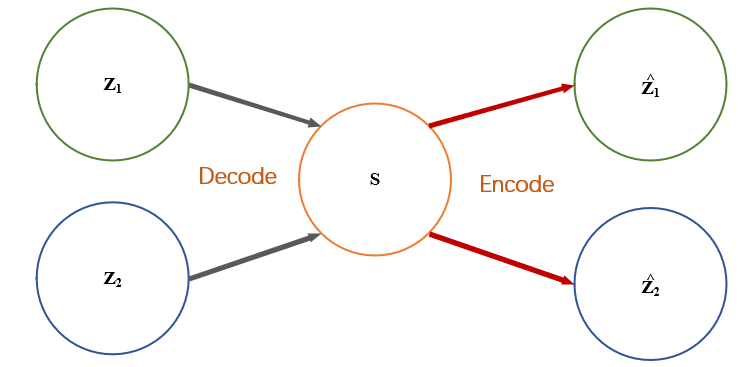 z₁
ẑ₁
Decode
s
Encode
z₂
ẑ₂